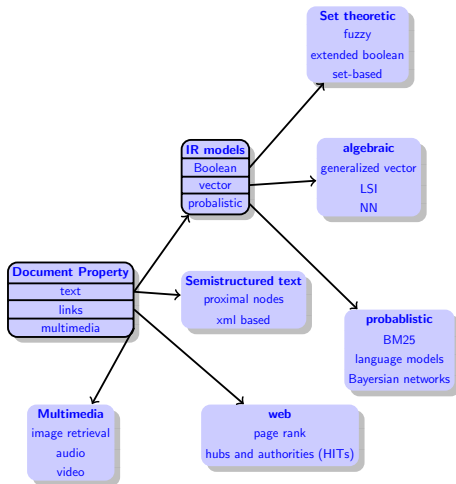 Set theoretic
fuzzy
extended boolean
set-based
IR models
Boolean
vector
probalistic
algebraic
generalized vector
LSI
NN
Document Property
text
links
multimedia
Semistructured text
proximal nodes
xml based
probablistic
BM25
language models
Bayersian networks
Multimedia
image retrieval
audio
video
web
page rank
hubs and authorities (HITs)